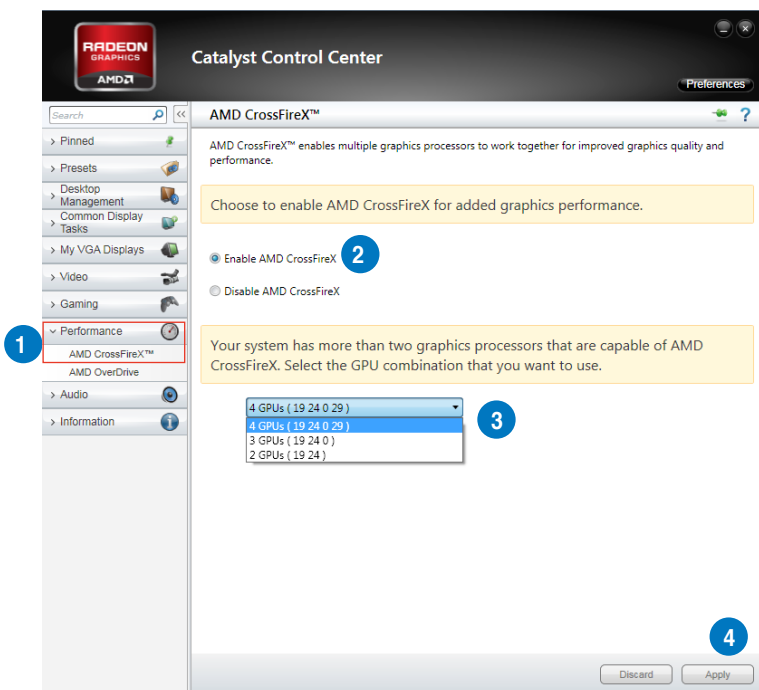 RADEON
GRAPHICS
AMD
Catalyst Control Center
Preferences
Search
<<
AMD CrossFireX™
?
> Pinned
> Presets
> Desktop
Management
> Common Display
Tasks
> My VGA Displays
> Video
> Gaming
Performance
AMD CrossFireX™
AMD OverDrive
> Audio
> Information
1
AMD CrossFireX™ enables multiple graphics processors to work together for improved graphics quality and
performance.
Choose to enable AMD CrossFireX for added graphics performance.
Enable AMD CrossFireX
2
Disable AMD CrossFireX
Your system has more than two graphics processors that are capable of AMD
CrossFireX. Select the GPU combination that you want to use.
4 GPUs ( 19 24 0 29 )
4 GPUs ( 19 24 0 29 )
3 GPUs ( 19 24 0 )
2 GPUs ( 19 24 )
3
4
Discard
Apply